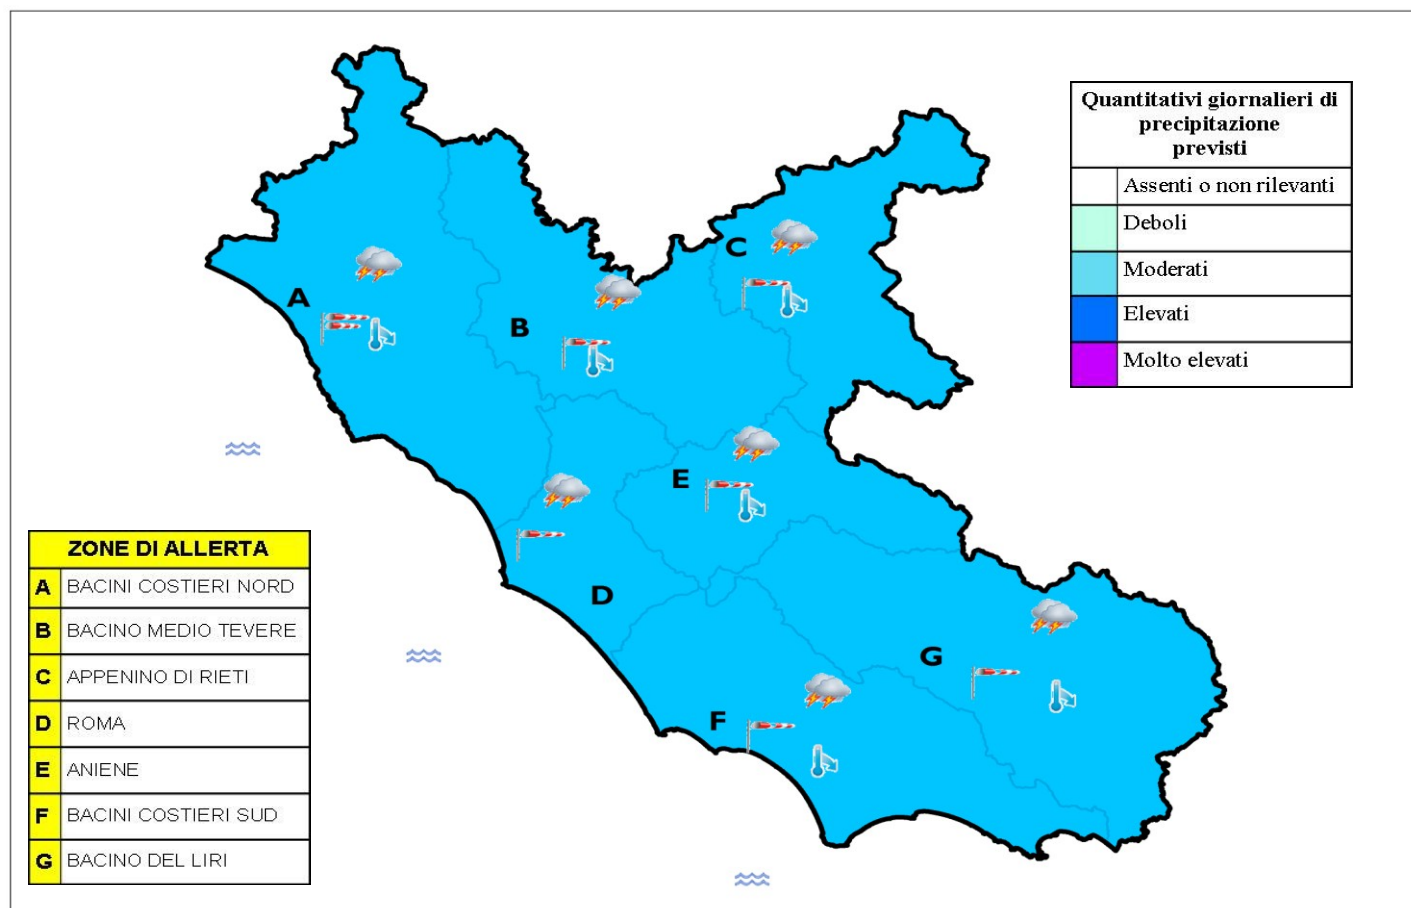 Quantitativi giornalieri di
precipitazione
previsti
Assenti o non rilevanti
Deboli
Moderati
Elevati
Molto elevati
C
A
B
E
D
G
F
ZONE DI ALLERTA
A BACINI COSTIERI NORD
B BACINO MEDIO TEVERE
C APPENINO DI RIETI
D ROMA
E ANIENE
F BACINI COSTIERI SUD
G BACINO DEL LIRI